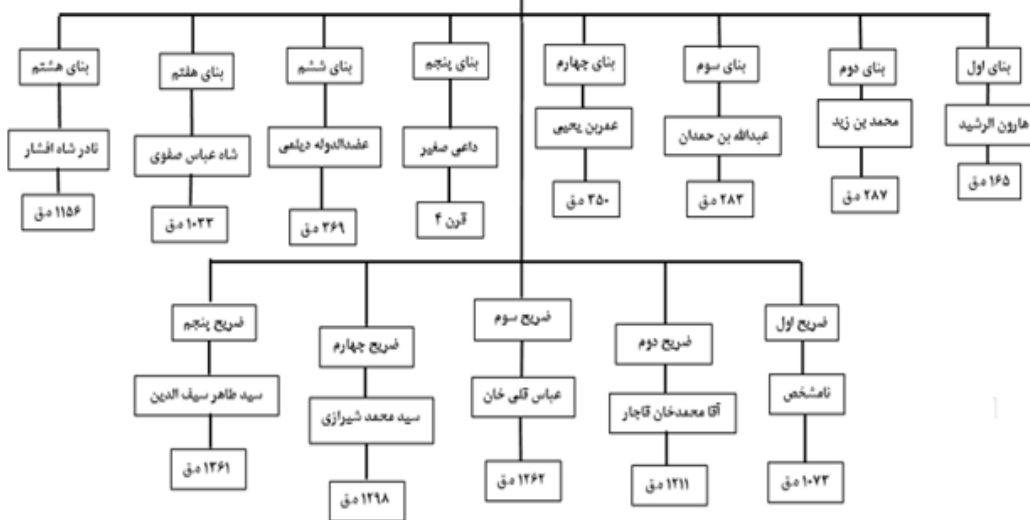 بنای اول
هارون الرشید
۱۶۵ ه.ق
بنای دوم
محمد بن زید
۲۸۷ ه.ق
بنای سوم
عبدالله بن حمدان
۲۸۳ ه.ق
بنای چهارم
عمربن یحیی
۳۵۰ ه.ق
بنای پنجم
داعی صغیر
قرن ۴
بنای ششم
عضدالدوله دیلمی
۳۶۹ ه.ق
بنای هفتم
شاه عباس صفوی
۱۰۳۳ ه.ق
بنای هشتم
نادر شاه افشار
۱۱۵۶ ه.ق
ضریح اول
نامشخص
۱۰۷۳ ه.ق
ضریح دوم
آقا محمدخان قاجار
۱۲۱۱ ه.ق
ضریح سوم
عباس قلی خان
۱۲۶۲ ه.ق
ضریح چهارم
سید محمد شیرازی
۱۲۹۸ ه.ق
ضریح پنجم
سید طاهر سیف الدین
۱۳۶۱ ه.ق